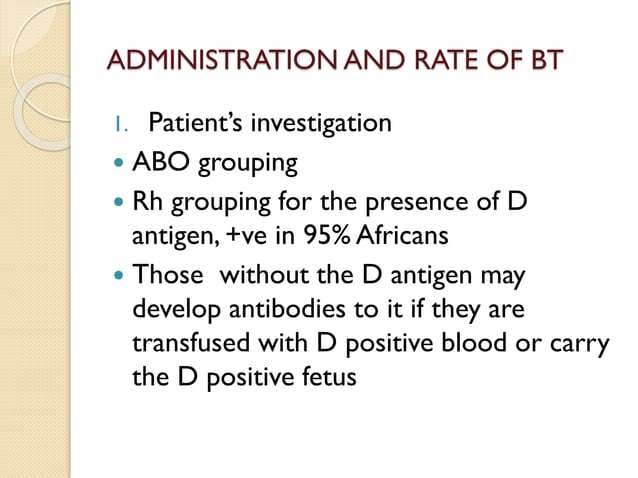 ADMINISTRATION AND RATE OF BT
1. Patient’s investigation
• ABO grouping
• Rh grouping for the presence of D
antigen, +ve in 95% Africans
• Those  without the D antigen may
develop antibodies to it if they are
transfused with D positive blood or carry
the D positive fetus